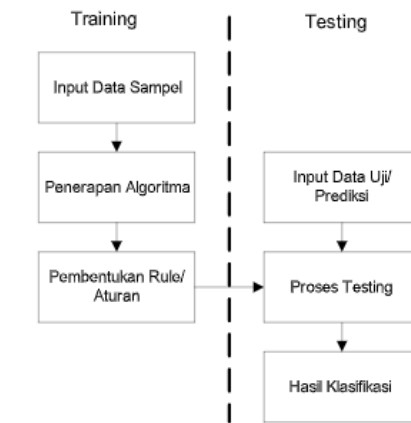 Training
Testing
Input Data Sampel
Penerapan Algoritma
Pembentukan Rule/
Aturan
Input Data Uji/
Prediksi
Proses Testing
Hasil Klasifikasi